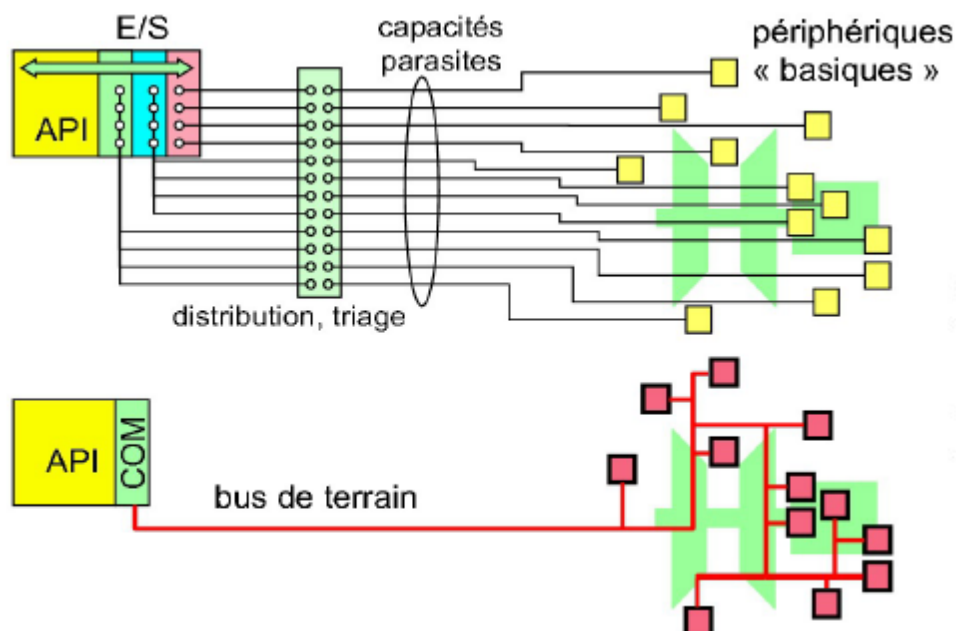 E/S
capacités
parasites
périphériques
« basiques »
API
distribution, triage
API
COM
bus de terrain